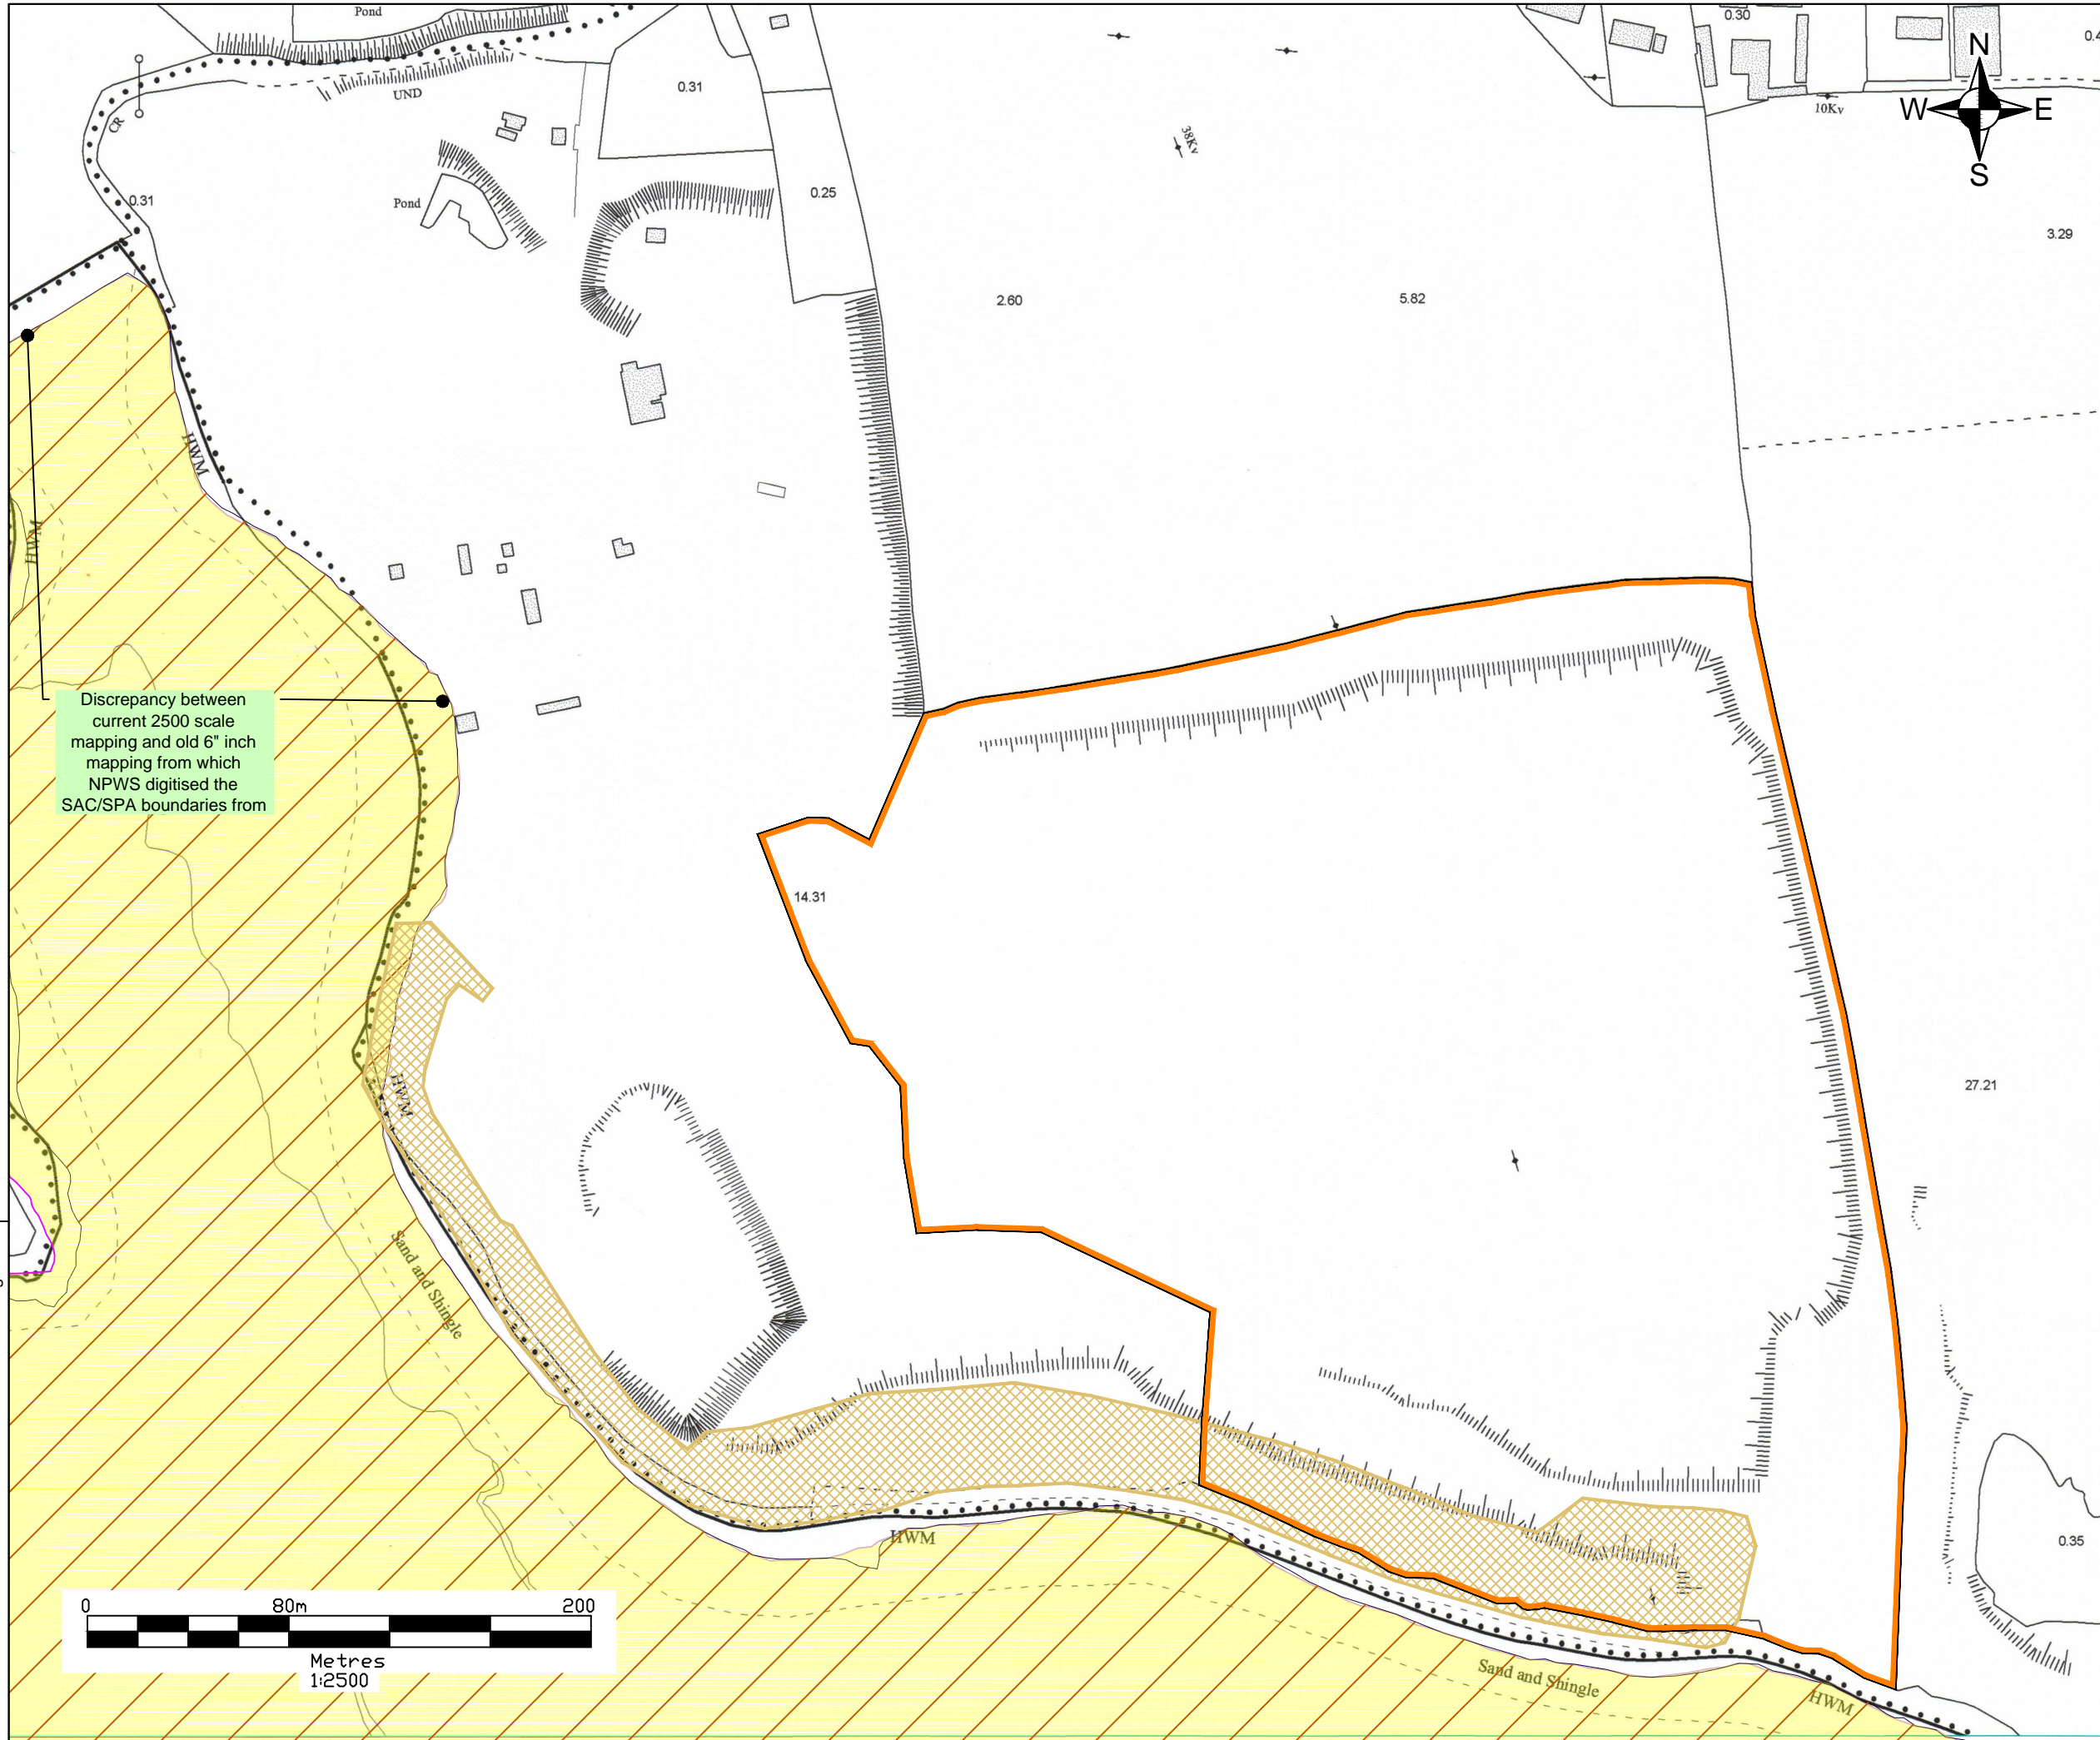 Pond
0.30
0.4
N
W
E
S
10Kv
0.31
UND
CR
38Kv
0.31
Pond
0.25
3.29
2.60
5.82
HWM
HWM
Discrepancy between
current 2500 scale
mapping and old 6" inch
mapping from which
NPWS digitised the
SAC/SPA boundaries from
14.31
27.21
HWM
Sand and Shingle
HWM
0.35
0 80m 200
Metres
1:2500
Sand and Shingle
HWM